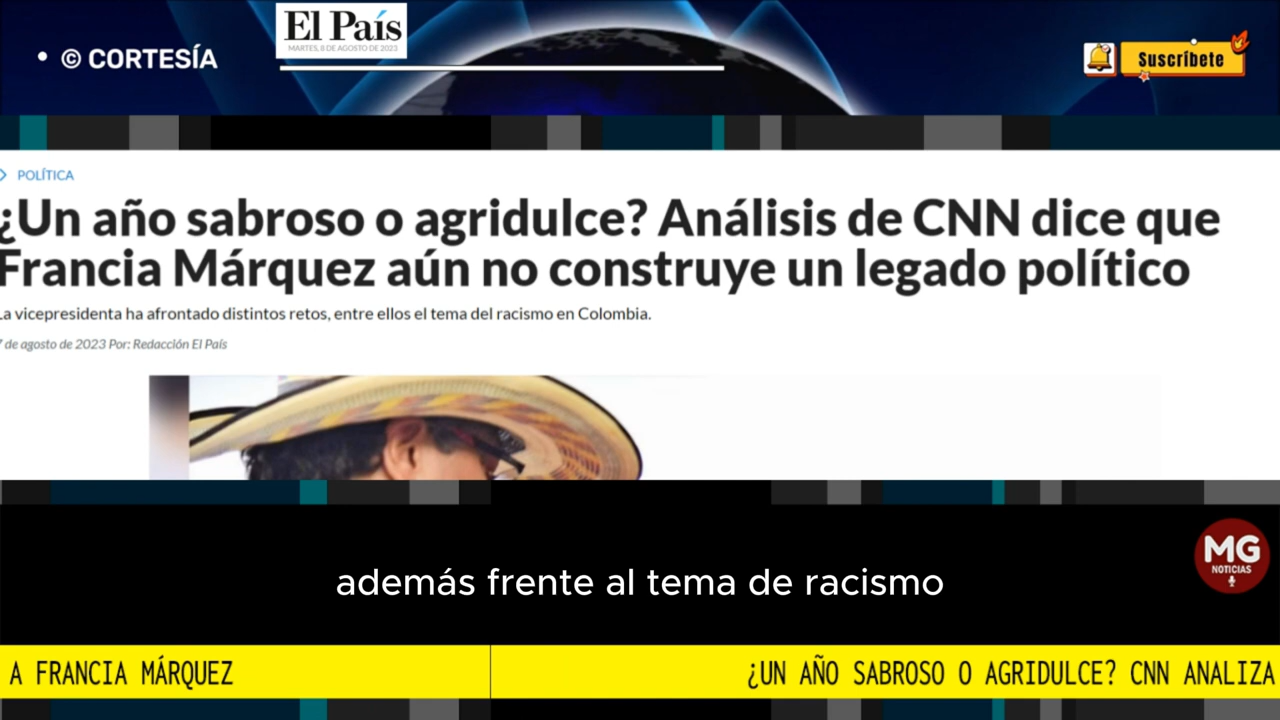 • © CORTESÍA
El País
MARTES, 8 DE AGOSTO DE 2023
Suscríbete
POLÍTICA
¿Un año sabroso o agridulce? Análisis de CNN dice que
Francia Márquez aún no construye un legado político
La vicepresidenta ha afrontado distintos retos, entre ellos el tema del racismo en Colombia.
7 de agosto de 2023 Por: Redacción El País
MG
NOTICIAS
además frente al tema de racismo
A FRANCIA MÁRQUEZ
¿UN AÑO SABROSO O AGRIDULCE? CNN ANALIZA